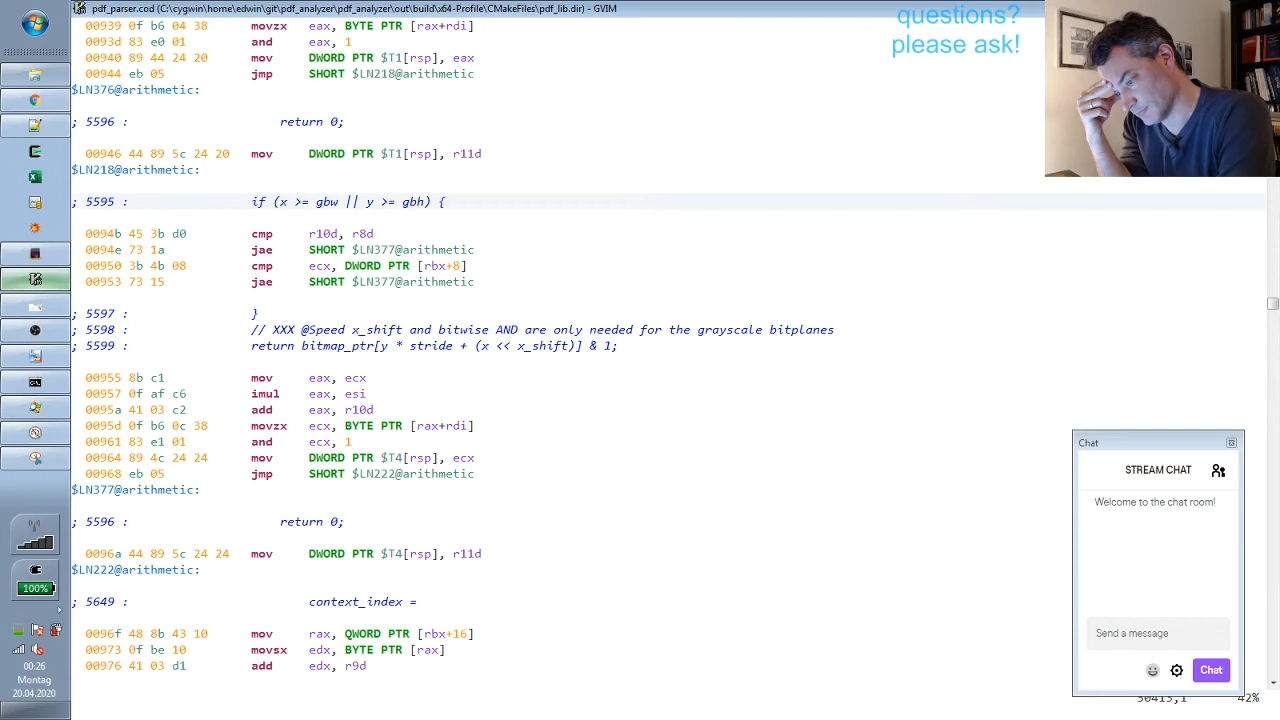 pdf_parser.cod (C:\cygwin\home\edwin\git\pdf_analyzer\pdf_analyzer\out\build\x64-Profile\CMakeFiles\pdf_lib.dir) - GVIM
questions?
please ask!
00939 0f b6 04 38 movzx eax, BYTE PTR [rax+rdi]
0093d 83 e0 01 and eax, 1
00940 89 44 24 20 mov DWORD PTR $T1[rsp], eax
00944 eb 05 jmp SHORT $LN218@arithmetic
$LN376@arithmetic:
; 5596 : return 0;
00946 44 89 5c 24 20 mov DWORD PTR $T1[rsp], r11d
$LN218@arithmetic:
; 5595 : if (x >= gbw || y >= gbh) {
0094b 45 3b d0 cmp r10d, r8d
0094e 73 1a jae SHORT $LN377@arithmetic
00950 3b 4b 08 cmp ecx, DWORD PTR [rbx+8]
00953 73 15 jae SHORT $LN377@arithmetic
; 5597 : }
; 5598 : // XXX @Speed x_shift and bitwise AND are only needed for the grayscale bitplanes
; 5599 : return bitmap_ptr[y * stride + (x << x_shift)] & 1;
00955 8b c1 mov eax, ecx
00957 0f af c6 imul eax, esi
0095a 41 03 c2 add eax, r10d
0095d 0f b6 0c 38 movzx ecx, BYTE PTR [rax+rdi]
00961 83 e1 01 and ecx, 1
00964 89 4c 24 24 mov DWORD PTR $T4[rsp], ecx
00968 eb 05 jmp SHORT $LN222@arithmetic
$LN377@arithmetic:
; 5596 : return 0;
0096a 44 89 5c 24 24 mov DWORD PTR $T4[rsp], r11d
$LN222@arithmetic:
; 5649 : context_index =
0096f 48 8b 43 10 mov rax, QWORD PTR [rbx+16]
00973 0f be 10 movsx edx, BYTE PTR [rax]
00976 41 03 d1 add edx, r9d
50413,1 42%
Chat
STREAM CHAT
Welcome to the chat room!
Send a message
Chat
100%
00:26
Montag
20.04.2020